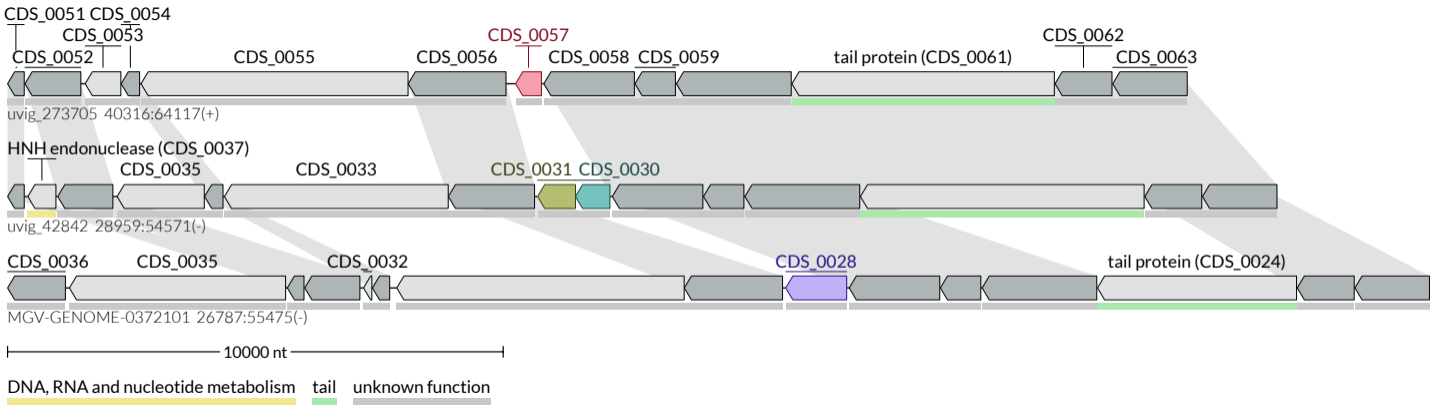 CDS_0051 CDS_0054
CDS_0053 CDS_0057 CDS_0062
CDS_0052 CDS_0055 CDS_0056 CDS_0058 CDS_0059 tail protein (CDS_0061) CDS_0063
uvig_273705 40316:64117(+)
HNH endonuclease (CDS_0037)
CDS_0035 CDS_0033 CDS_0031 CDS_0030
uvig_42842 28959:54571(-)
CDS_0036 CDS_0035 CDS_0032 CDS_0028 tail protein (CDS_0024)
MGV-GENOME-0372101 26787:55475(-)
10000 nt
DNA, RNA and nucleotide metabolism tail unknown function